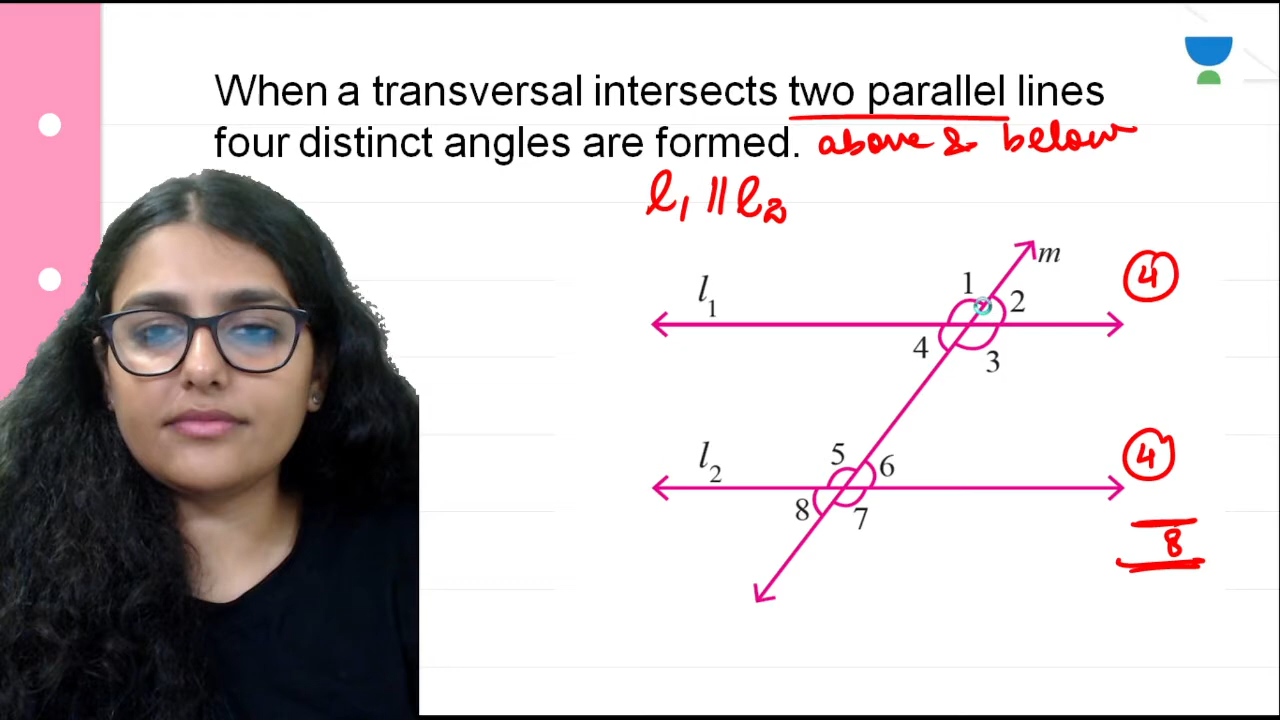 When a transversal intersects two parallel lines
four distinct angles are formed. above & below
l₁ || l₂
m
4
l₁
1
2
4
3
l₂
5
6
4
8
7
8